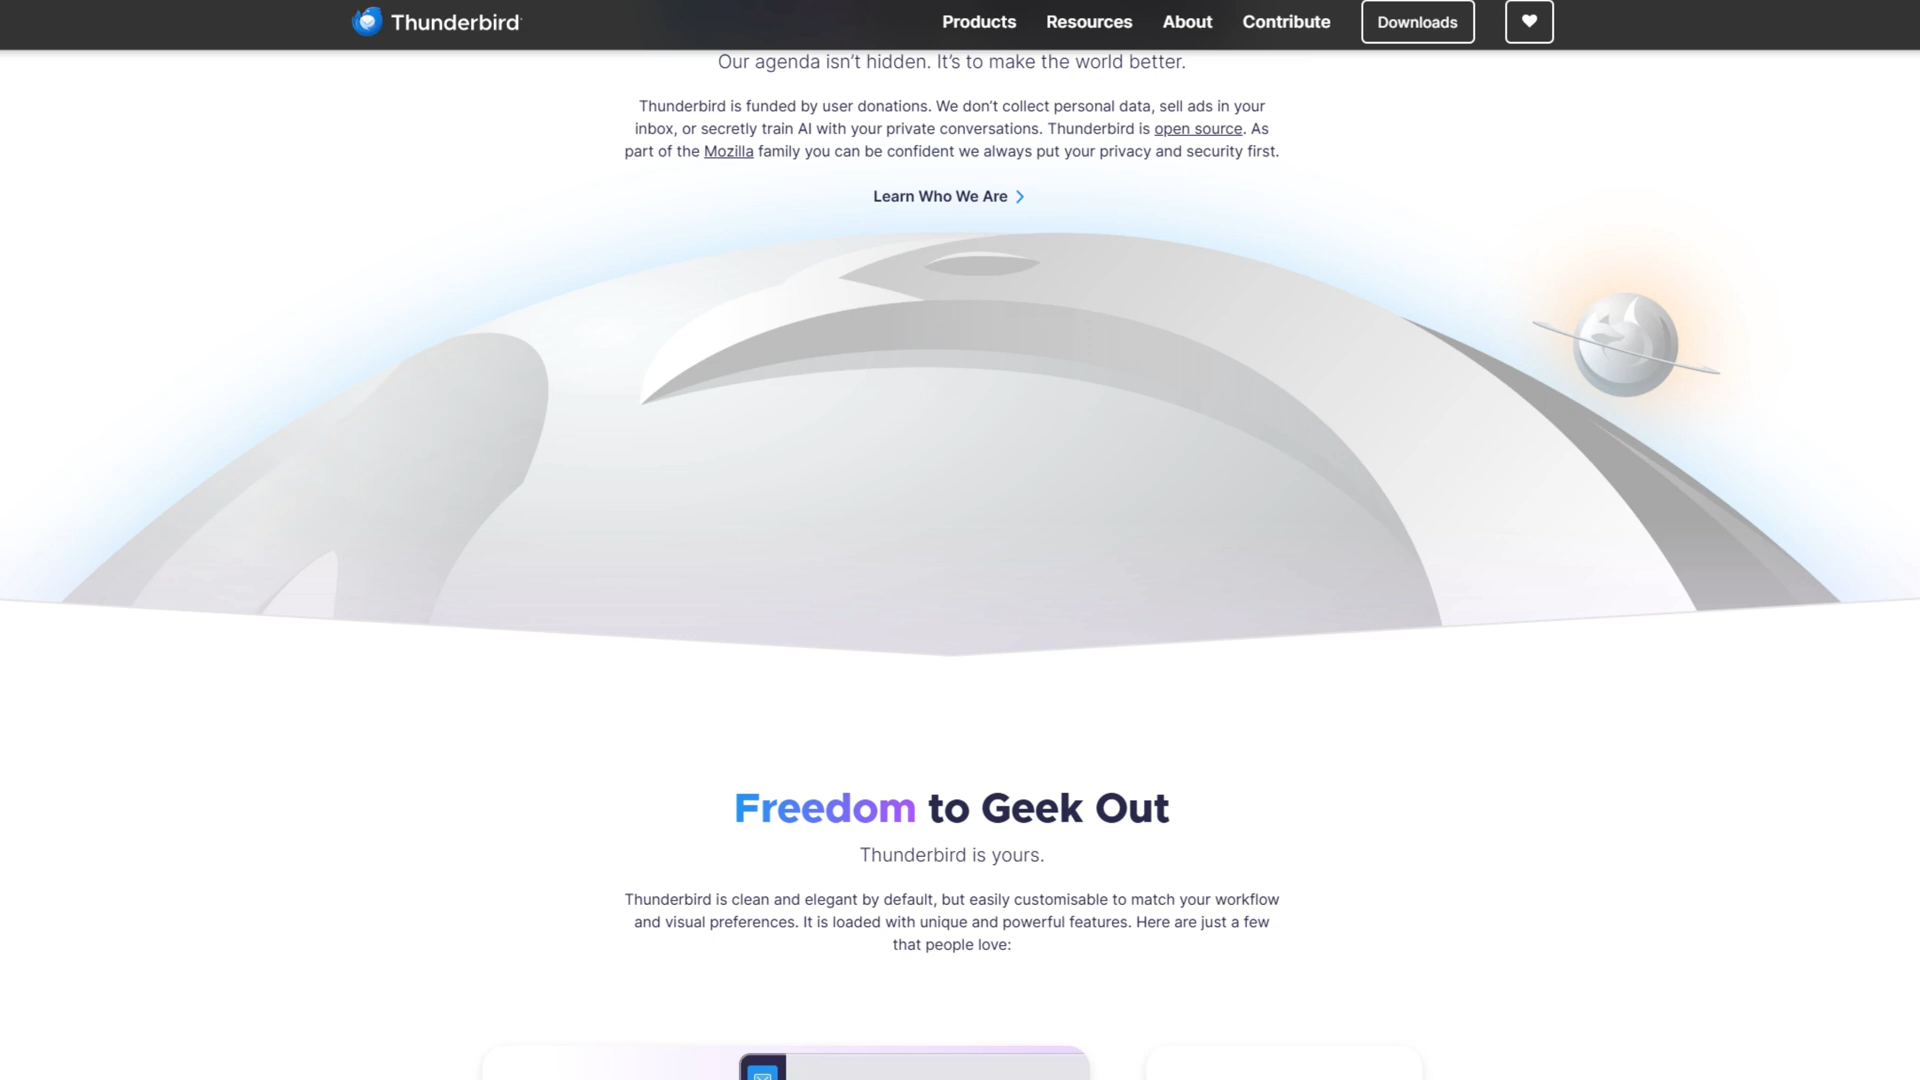 Thunderbird
Products Resources About Contribute Downloads
Our agenda isn’t hidden. It’s to make the world better.
Thunderbird is funded by user donations. We don’t collect personal data, sell ads in your
inbox, or secretly train AI with your private conversations. Thunderbird is open source. As
part of the Mozilla family you can be confident we always put your privacy and security first.
Learn Who We Are
Freedom to Geek Out
Thunderbird is yours.
Thunderbird is clean and elegant by default, but easily customisable to match your workflow
and visual preferences. It is loaded with unique and powerful features. Here are just a few
that people love: